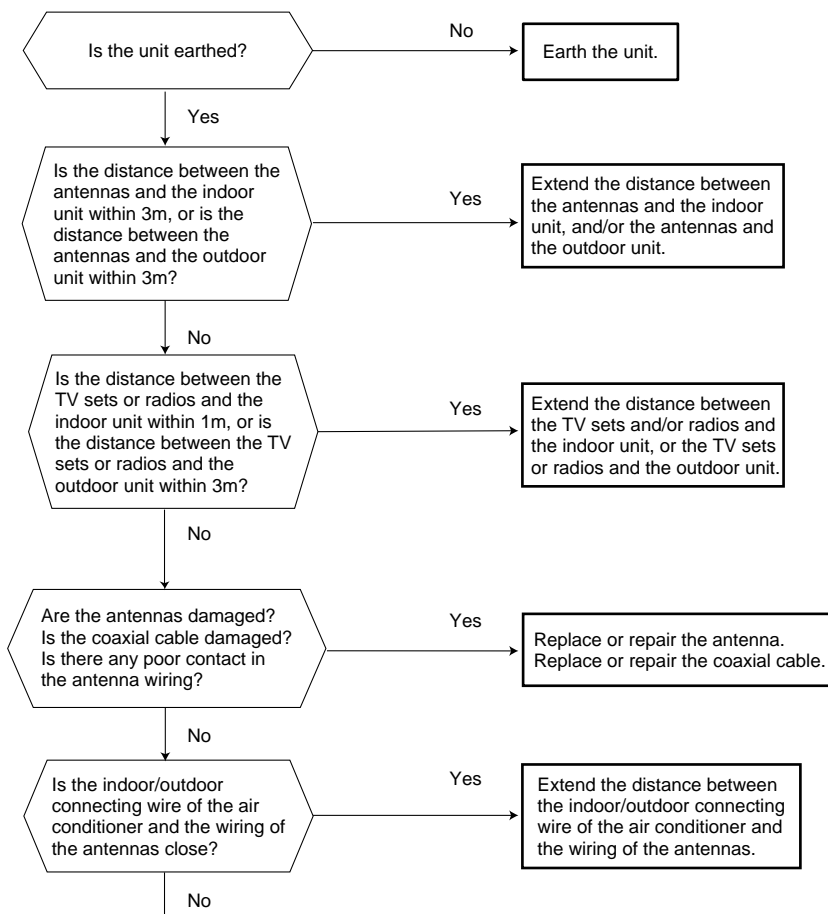 Is the unit earthed?
No
Earth the unit.
Yes
Is the distance between the
antennas and the indoor
unit within 3m, or is the
distance between the
antennas and the outdoor
unit within 3m?
Yes
Extend the distance between
the antennas and the indoor
unit, and/or the antennas and
the outdoor unit.
No
Is the distance between the
TV sets or radios and the
indoor unit within 1m, or is
the distance between the TV
sets or radios and the
outdoor unit within 3m?
Yes
Extend the distance between
the TV sets and/or radios and
the indoor unit, or the TV sets
or radios and the outdoor unit.
No
Are the antennas damaged?
Is the coaxial cable damaged?
Is there any poor contact in
the antenna wiring?
Yes
Replace or repair the antenna.
Replace or repair the coaxial cable.
No
Is the indoor/outdoor
connecting wire of the air
conditioner and the wiring of
the antennas close?
Yes
Extend the distance between
the indoor/outdoor connecting
wire of the air conditioner and
the wiring of the antennas.
No